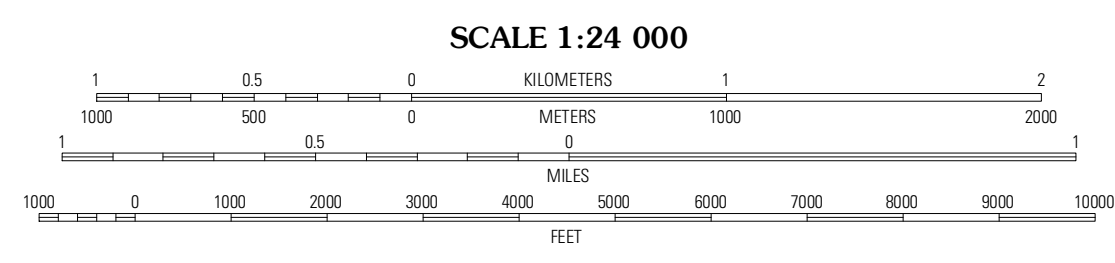 SCALE 1:24 000
1 0.5 0 KILOMETERS 1 2
1000 500 0 METERS 1000 2000
1 0.5 0 1
MILES
1000 0 1000 2000 3000 4000 5000 6000 7000 8000 9000 10000
FEET